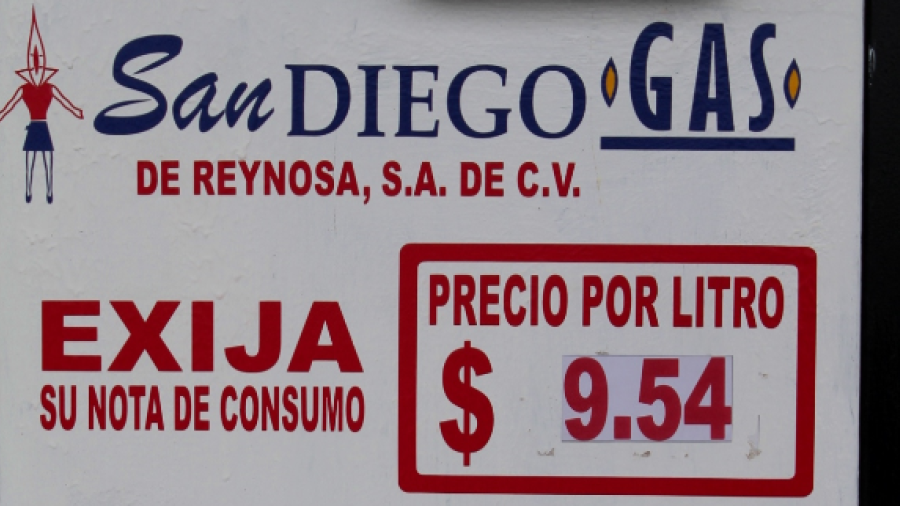 San DIEGO GAS
DE REYNOSA, S.A. DE C.V.
EXIJA
SU NOTA DE CONSUMO
PRECIO POR LITRO
$ 9.54